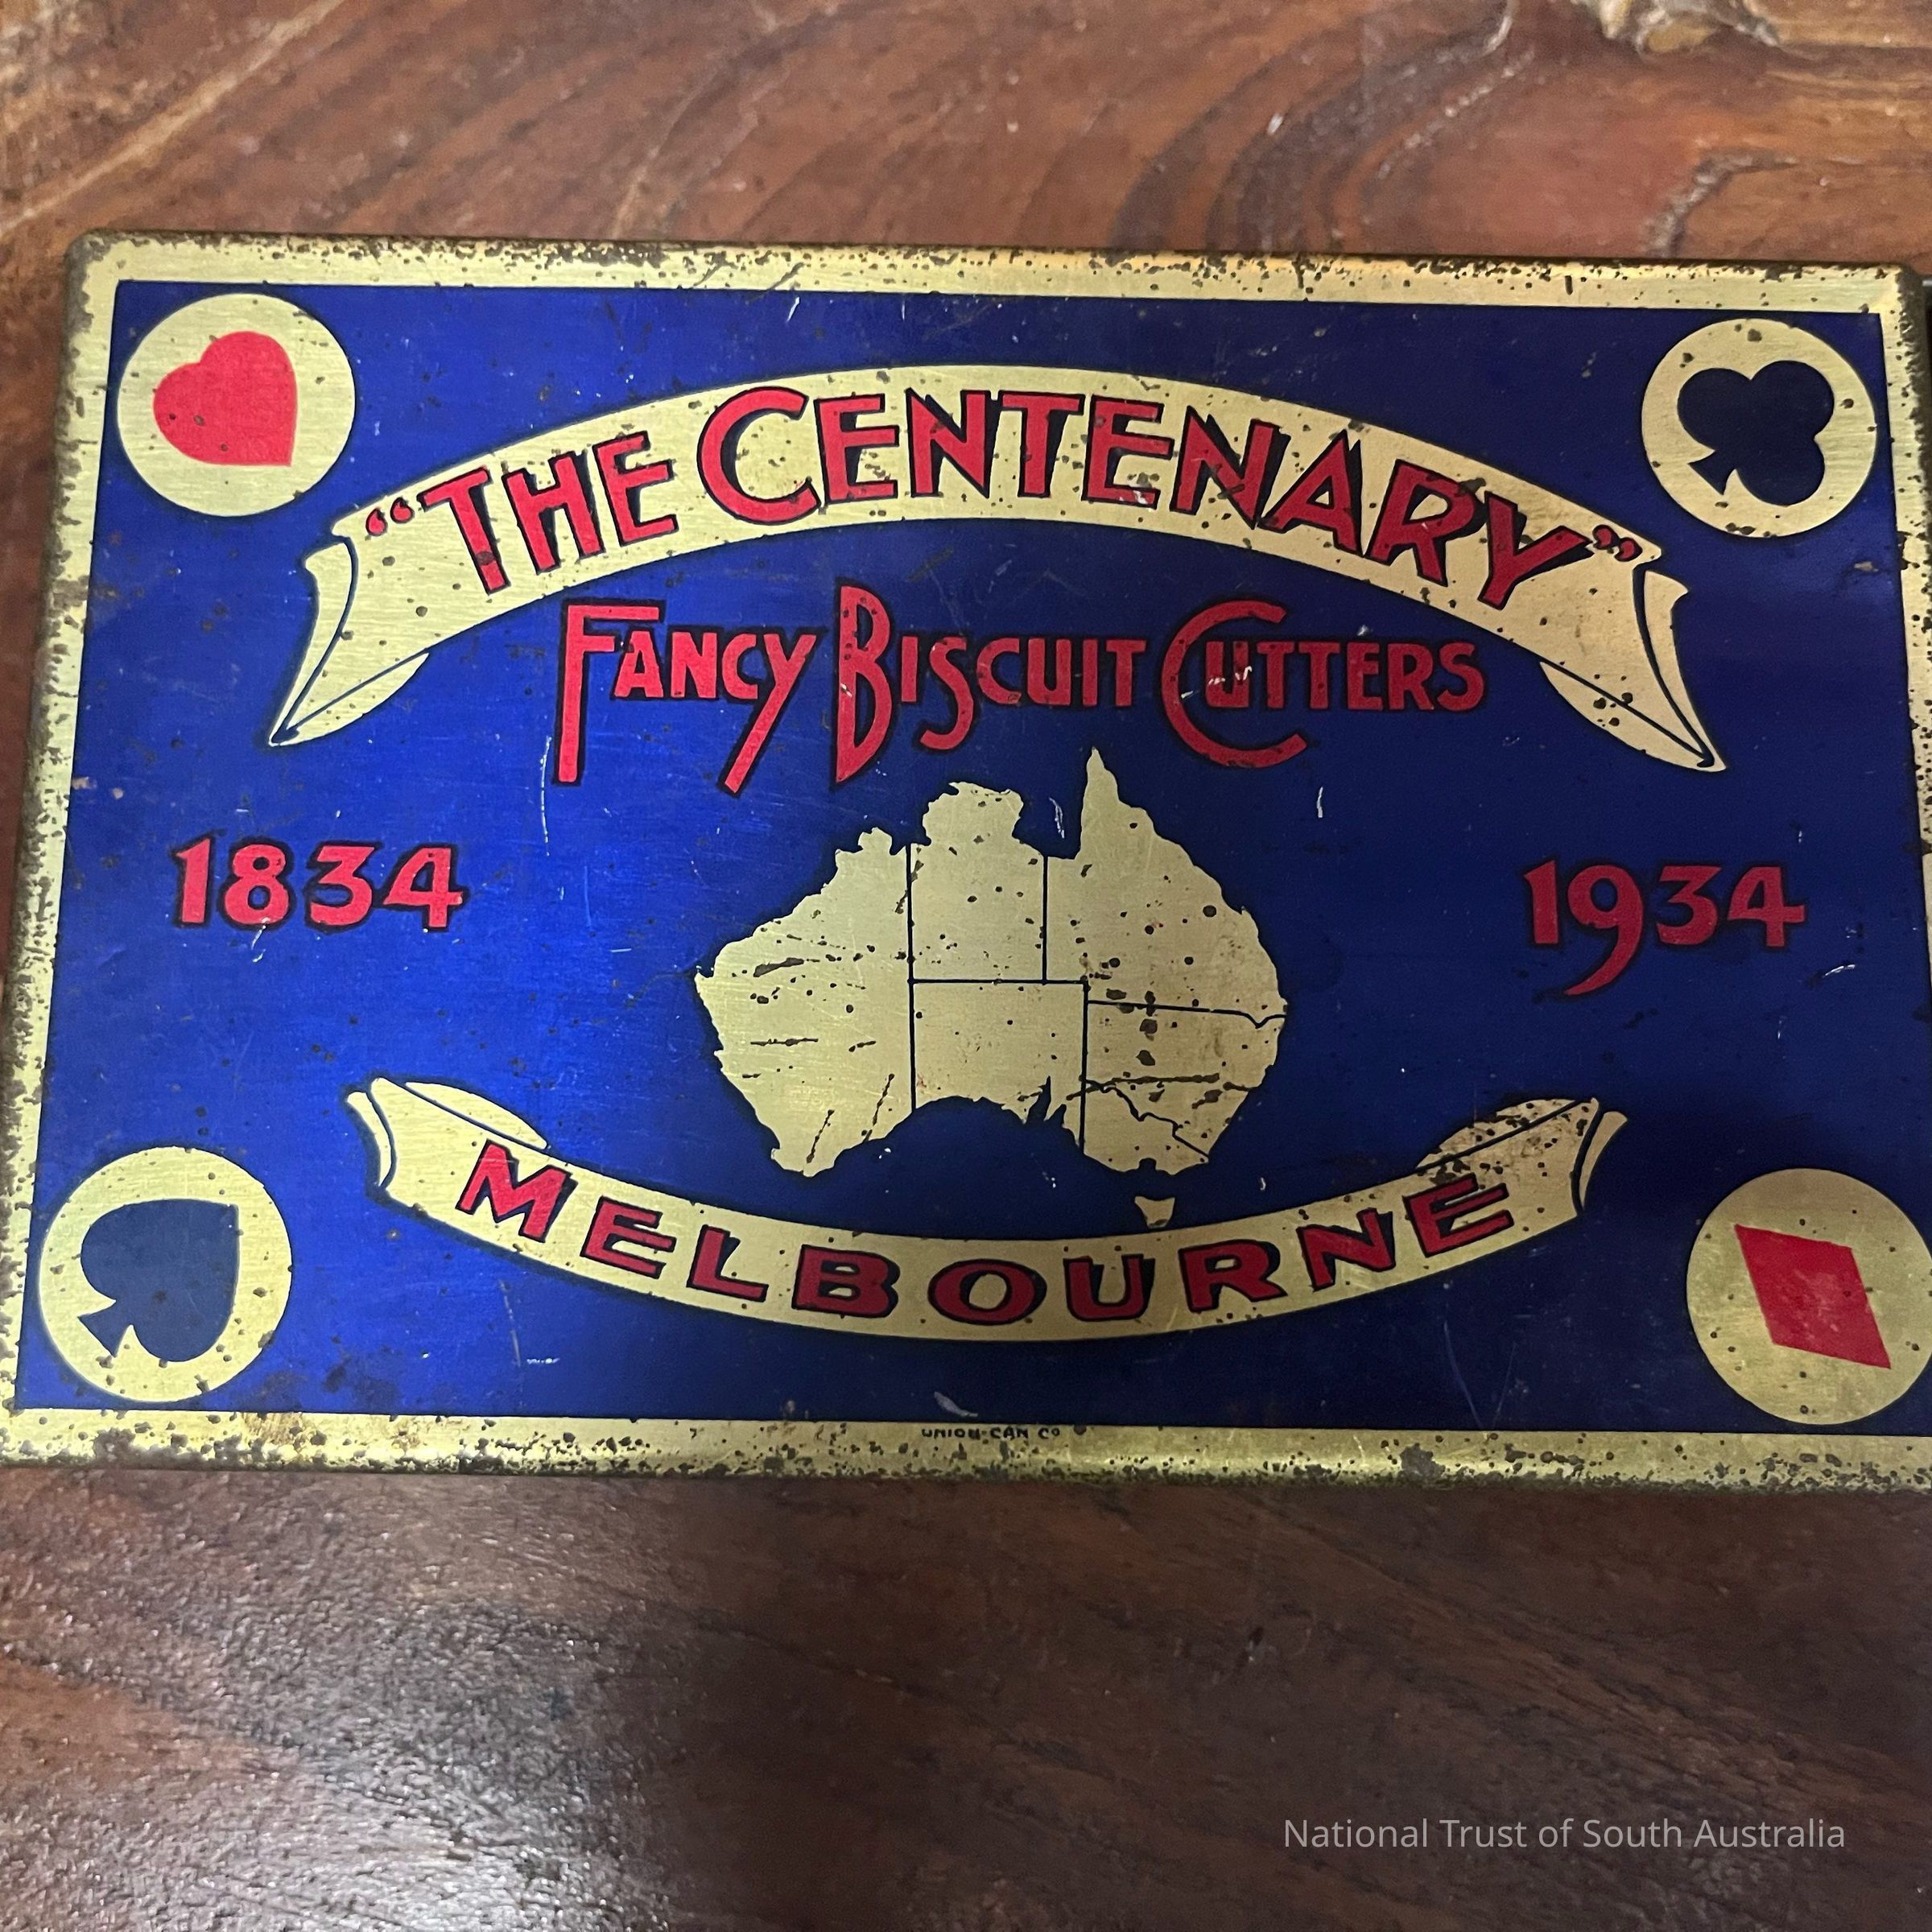 “THE CENTENARY”
FANCY BISCUIT CUTTERS
1834
1934
MELBOURNE
UNION CAN CO
National Trust of South Australia